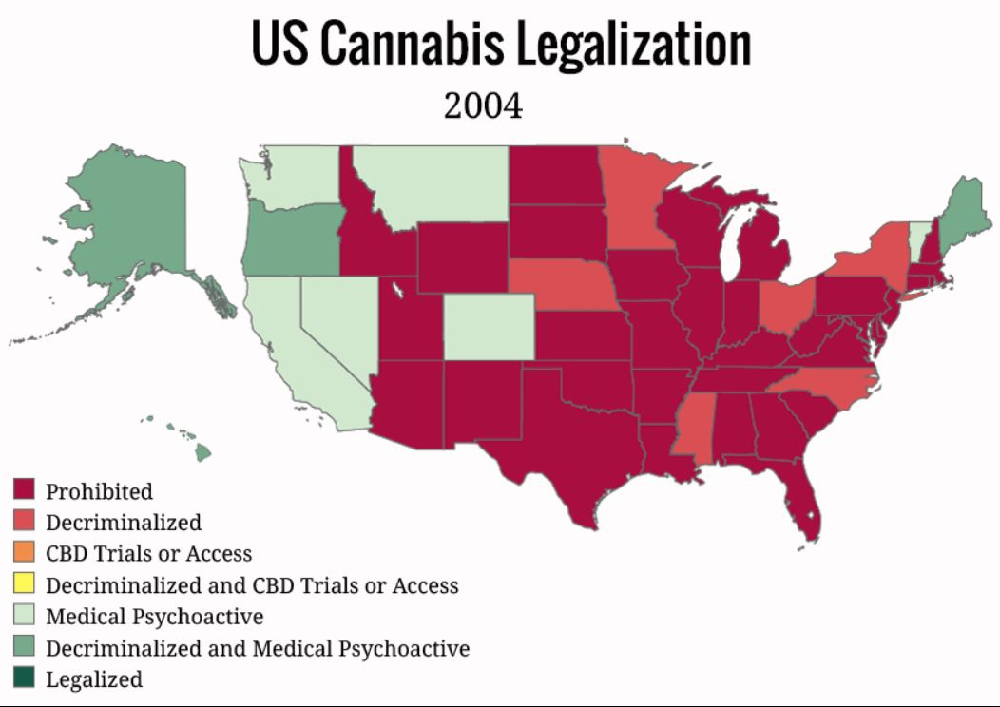 US Cannabis Legalization
2004
Prohibited
Decriminalized
CBD Trials or Access
Decriminalized and CBD Trials or Access
Medical Psychoactive
Decriminalized and Medical Psychoactive
Legalized